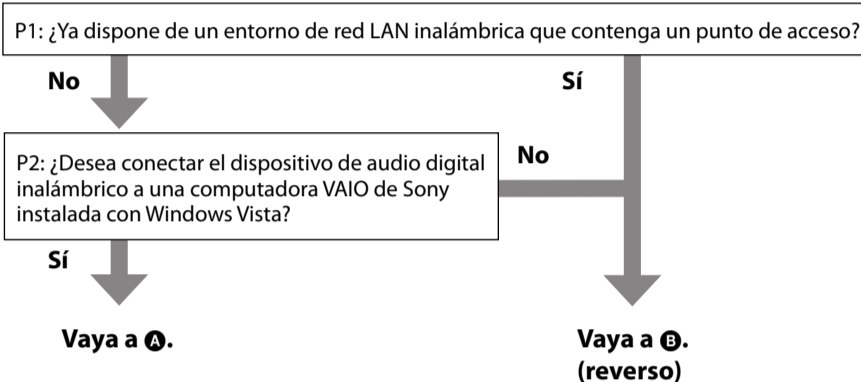 P1: ¿Ya dispone de un entorno de red LAN inalámbrica que contenga un punto de acceso?
No
Sí
P2: ¿Desea conectar el dispositivo de audio digital
inalámbrico a una computadora VAIO de Sony
instalada con Windows Vista?
No
Sí
Vaya a A.
Vaya a B.
(reverso)